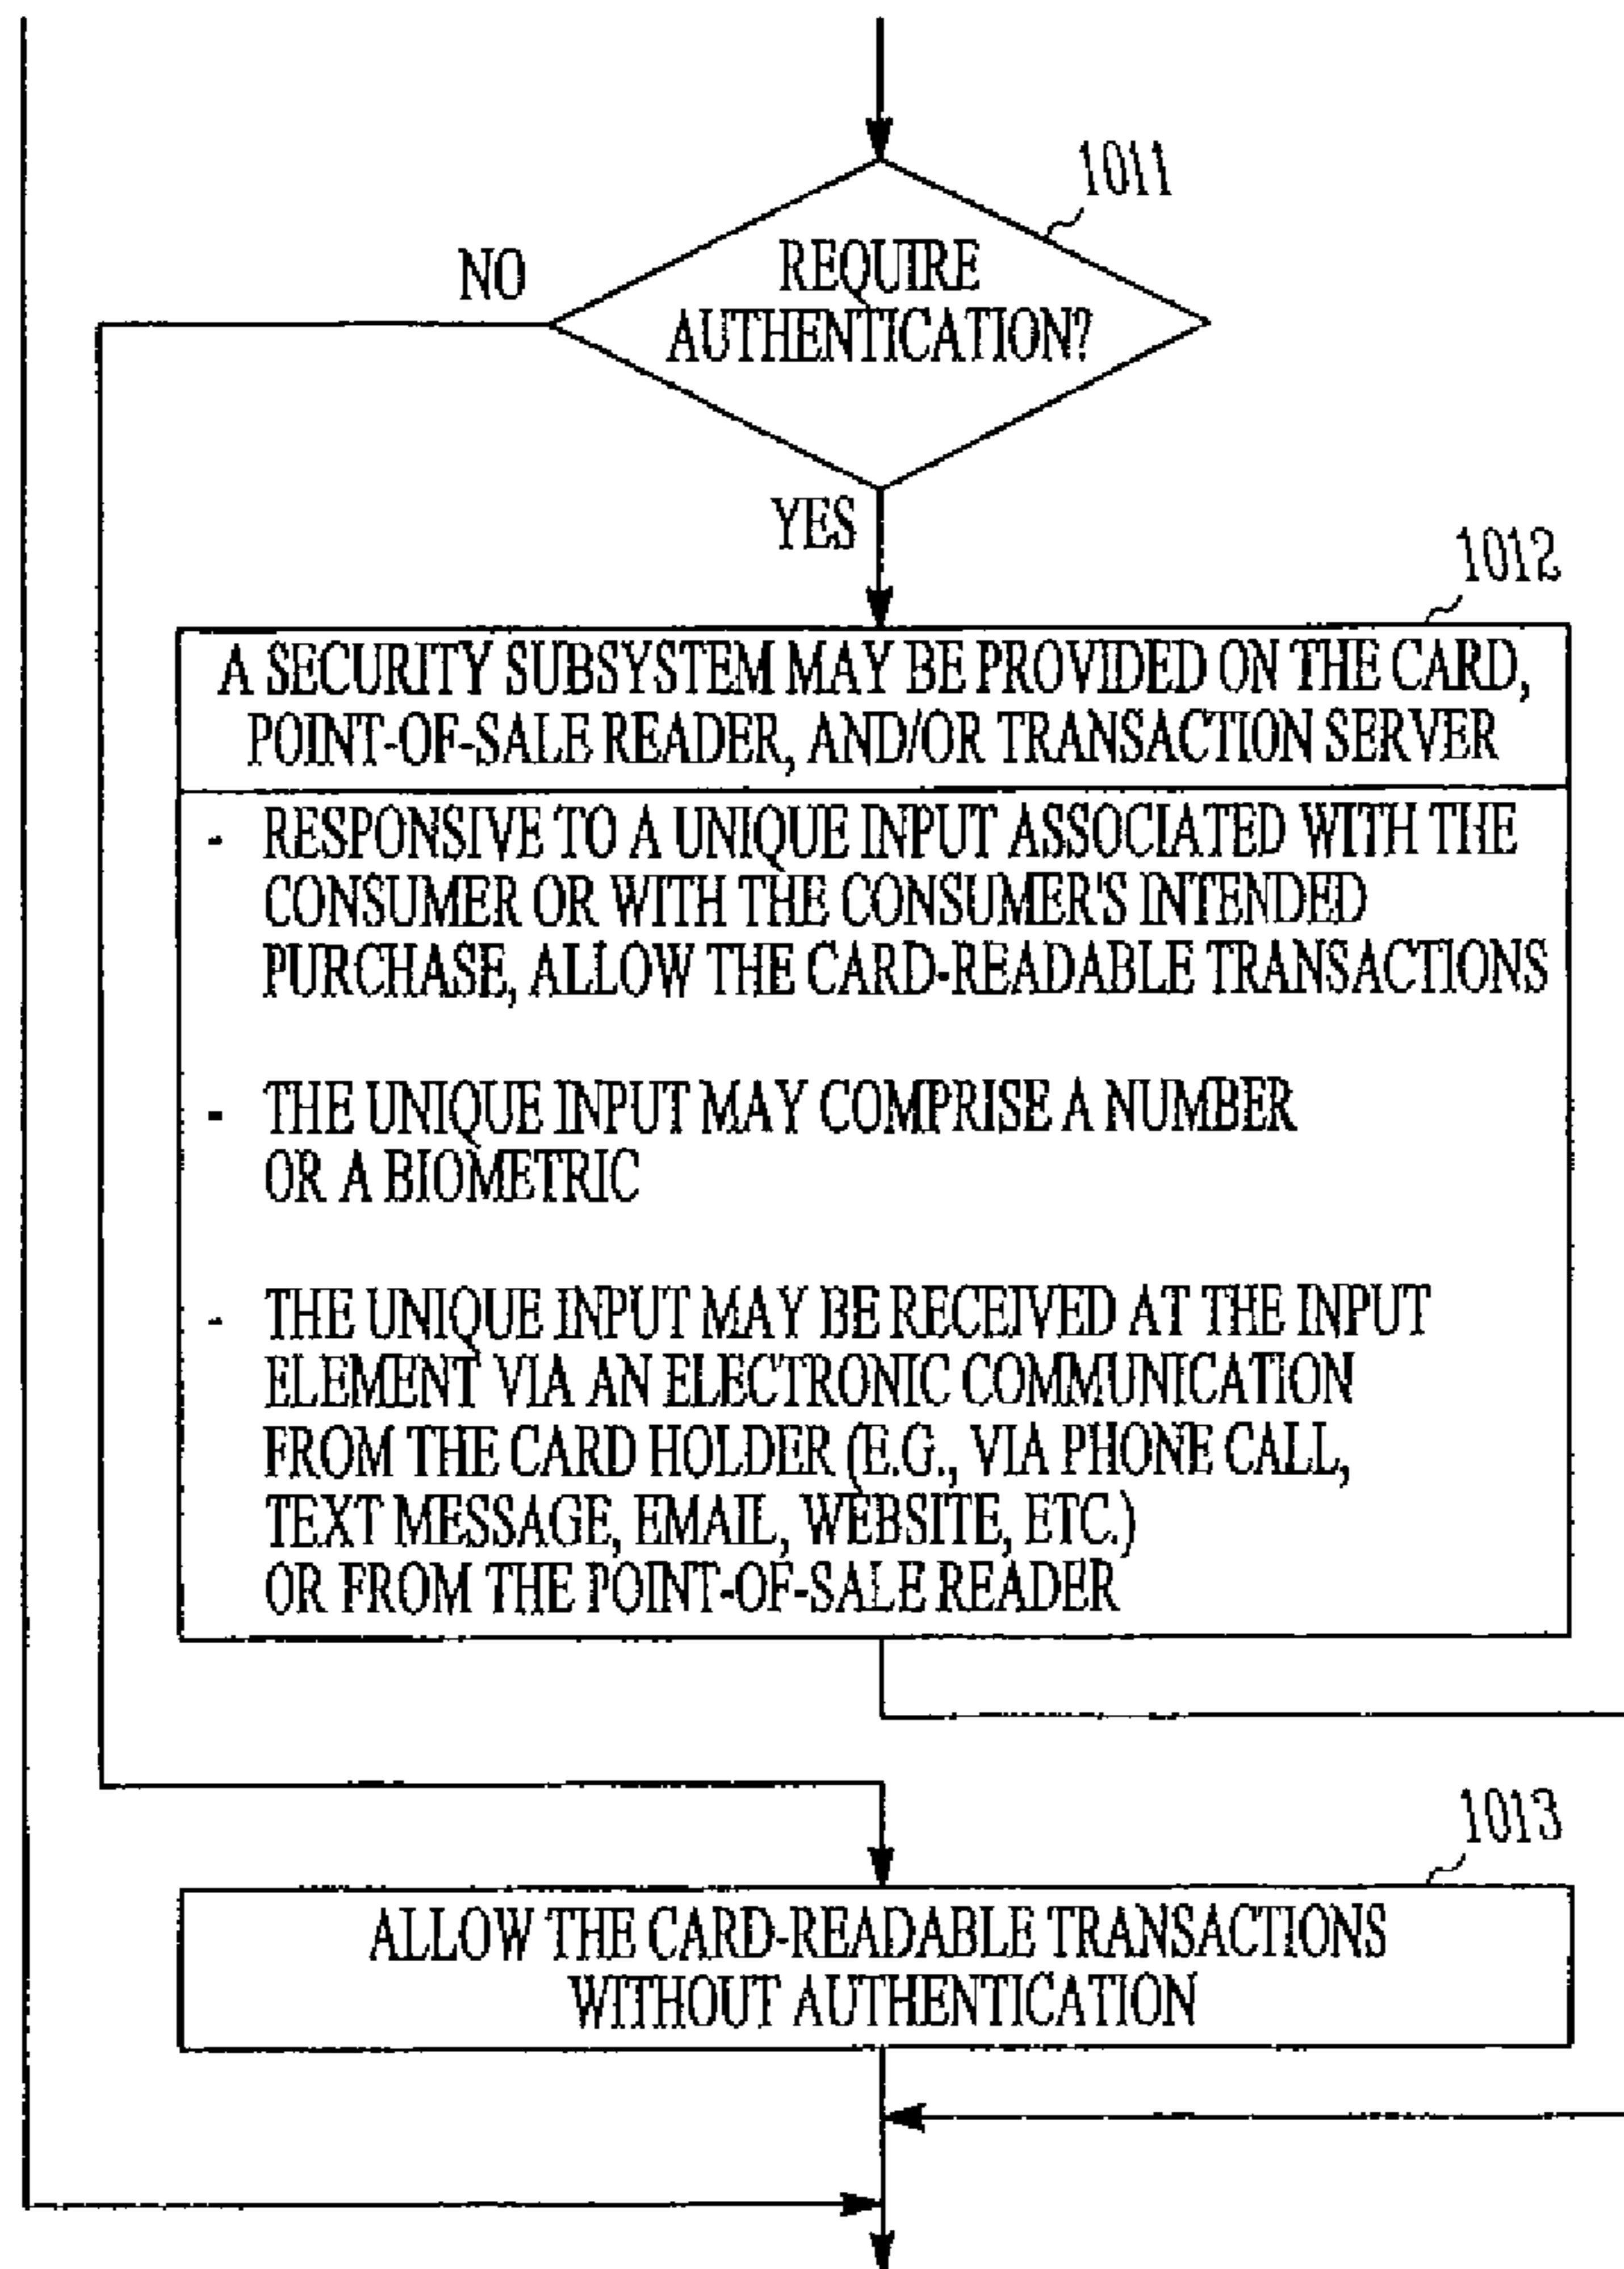 1011
REQUIRE
AUTHENTICATION?
NO
YES
1012
A SECURITY SUBSYSTEM MAY BE PROVIDED ON THE CARD,
POINT-OF-SALE READER, AND/OR TRANSACTION SERVER
- RESPONSIVE TO A UNIQUE INPUT ASSOCIATED WITH THE
CONSUMER OR WITH THE CONSUMER'S INTENDED
PURCHASE, ALLOW THE CARD-READABLE TRANSACTIONS
- THE UNIQUE INPUT MAY COMPRISE A NUMBER
OR A BIOMETRIC
- THE UNIQUE INPUT MAY BE RECEIVED AT THE INPUT
ELEMENT VIA AN ELECTRONIC COMMUNICATION
FROM THE CARD HOLDER (E.G., VIA PHONE CALL,
TEXT MESSAGE, EMAIL, WEBSITE, ETC.)
OR FROM THE POINT-OF-SALE READER
1013
ALLOW THE CARD-READABLE TRANSACTIONS
WITHOUT AUTHENTICATION